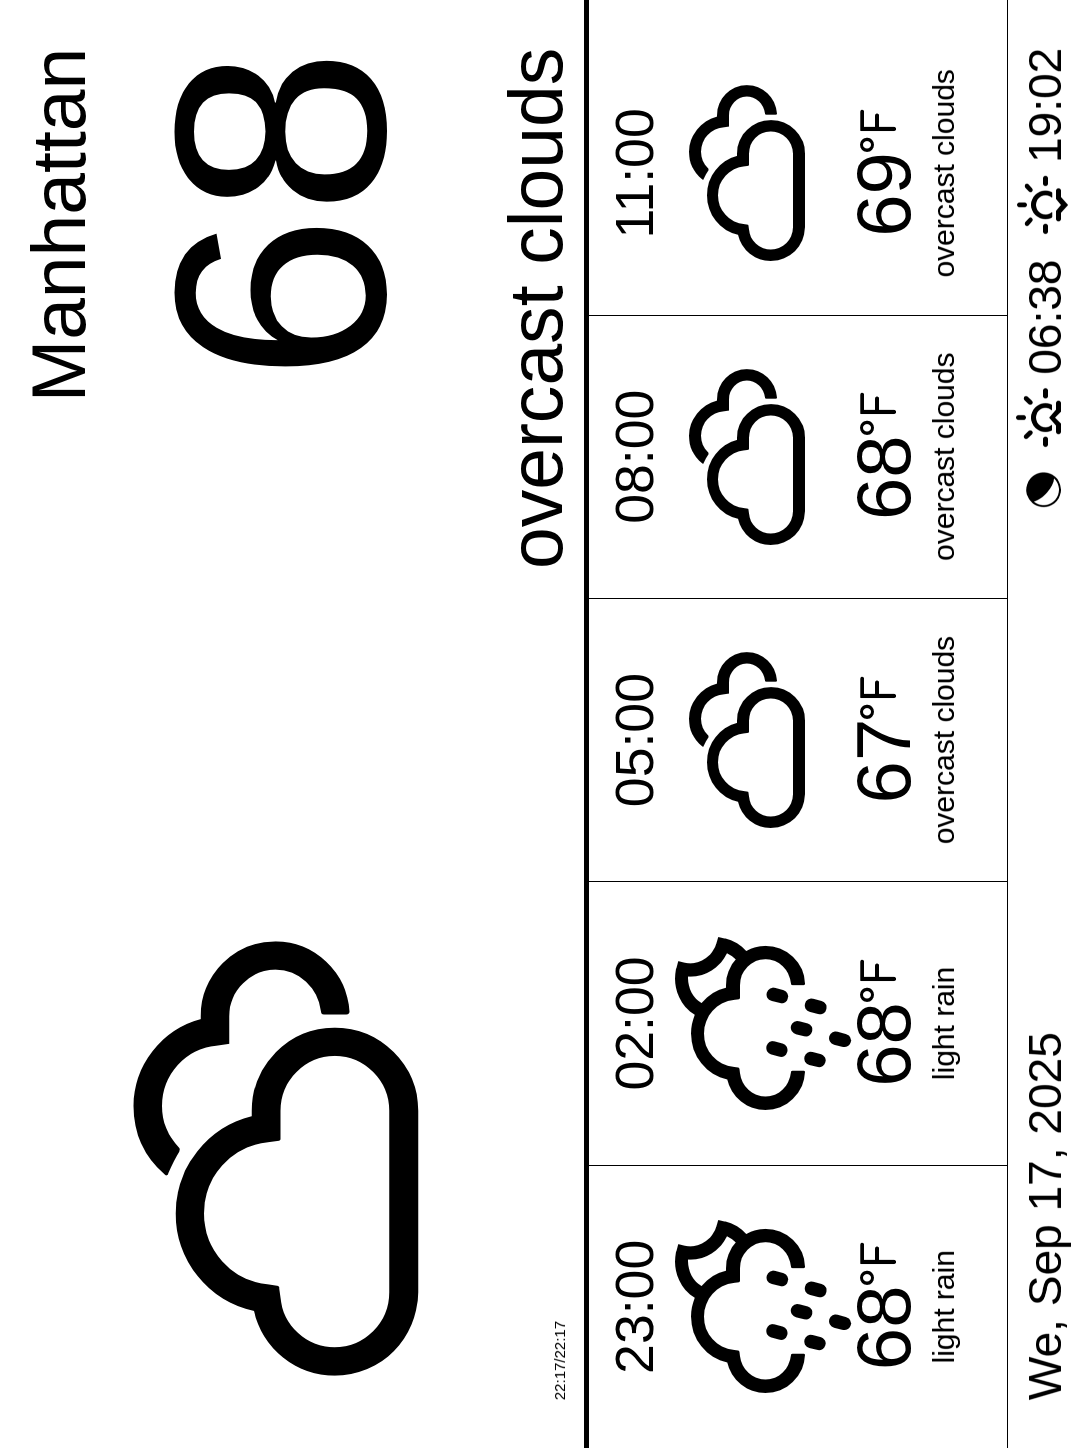 Manhattan
68
overcast clouds
22:17/22:17
23:00
02:00
05:00
08:00
11:00
68°F
68°F
67°F
68°F
69°F
light rain
light rain
overcast clouds
overcast clouds
overcast clouds
We, Sep 17, 2025
06:38
19:02